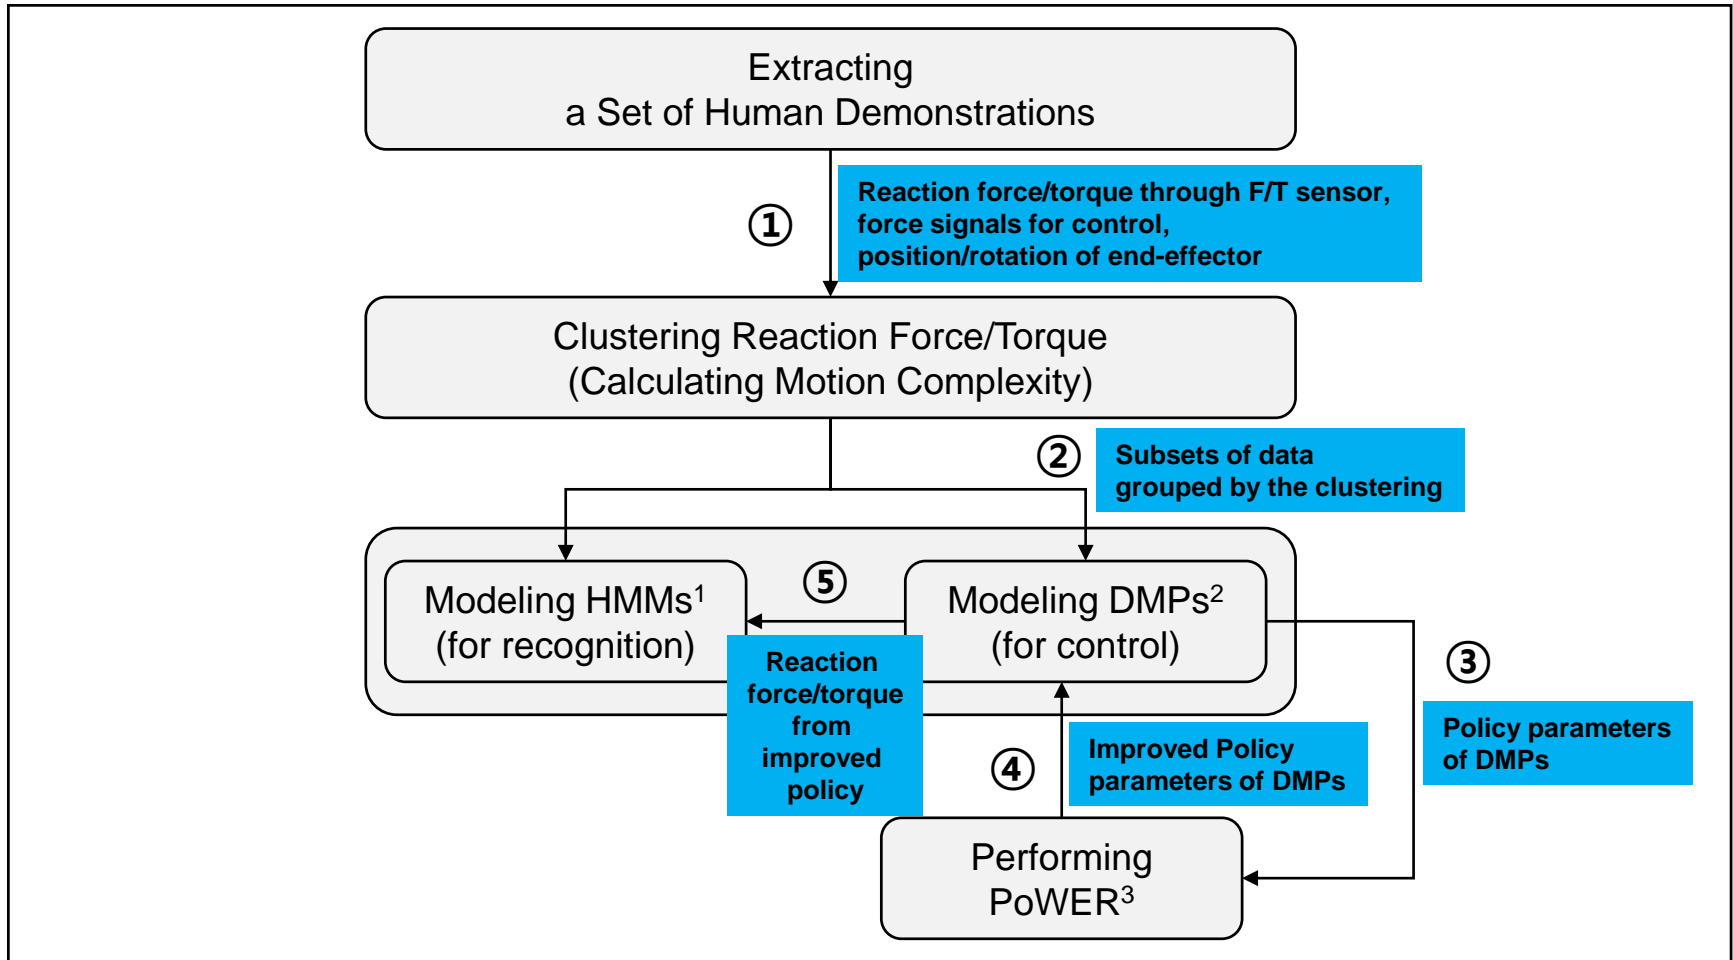 Extracting
a Set of Human Demonstrations
①
Reaction force/torque through F/T sensor,
force signals for control,
position/rotation of end-effector
Clustering Reaction Force/Torque
(Calculating Motion Complexity)
②
Subsets of data
grouped by the clustering
Modeling HMMs¹
(for recognition)
⑤
Reaction
force/torque
from
improved
policy
Modeling DMPs²
(for control)
③
Policy parameters
of DMPs
④
Improved Policy
parameters of DMPs
Performing
PoWER³